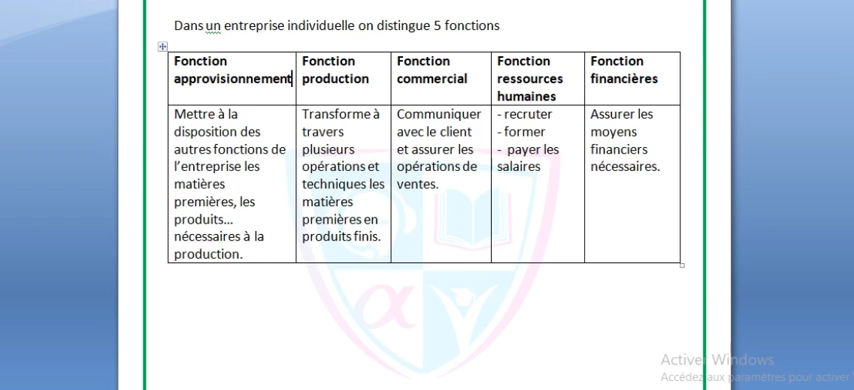 Dans un entreprise individuelle on distingue 5 fonctions
Fonction
approvisionnement
Fonction
production
Fonction
commercial
Fonction
ressources
humaines
Fonction
financières
Mettre à la
disposition des
autres fonctions de
l’entreprise les
matières
premières, les
produits…
nécessaires à la
production.
Transforme à
travers
plusieurs
opérations et
techniques les
matières
premières en
produits finis.
Communiquer
avec le client
et assurer les
opérations de
ventes.
- recruter
- former
- payer les
salaires
Assurer les
moyens
financiers
nécessaires.
Activer Windows
Accédez aux paramètres pour activer